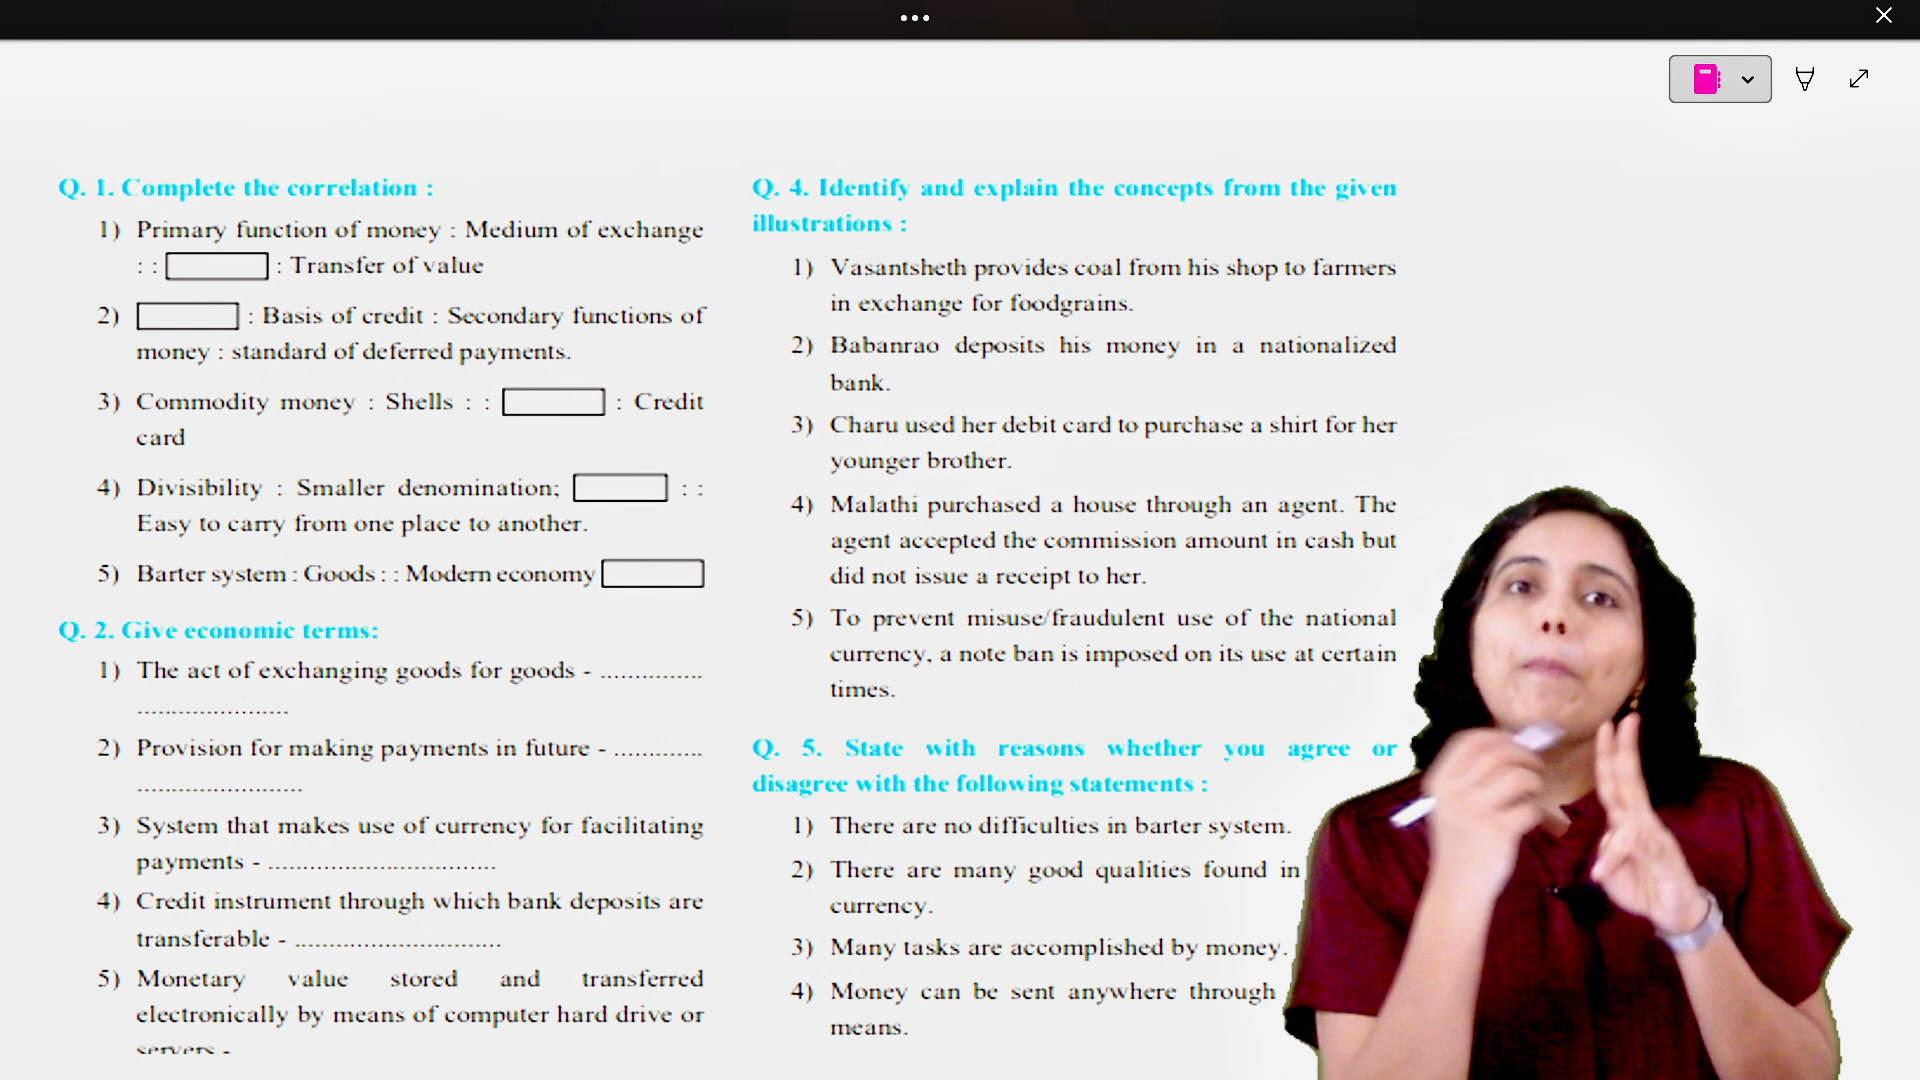 Q. 1. Complete the correlation :
1) Primary function of money : Medium of exchange
: : : Transfer of value
2) : Basis of credit : Secondary functions of
money : standard of deferred payments.
3) Commodity money : Shells : : : Credit
card
4) Divisibility : Smaller denomination; : :
Easy to carry from one place to another.
5) Barter system : Goods : : Modern economy
Q. 2. Give economic terms:
1) The act of exchanging goods for goods - ...............
......................
2) Provision for making payments in future - .............
........................
3) System that makes use of currency for facilitating
payments - .................................
4) Credit instrument through which bank deposits are
transferable - ..............................
5) Monetary value stored and transferred
electronically by means of computer hard drive or
servers -
Q. 4. Identify and explain the concepts from the given
illustrations :
1) Vasantsheth provides coal from his shop to farmers
in exchange for foodgrains.
2) Babanrao deposits his money in a nationalized
bank.
3) Charu used her debit card to purchase a shirt for her
younger brother.
4) Malathi purchased a house through an agent. The
agent accepted the commission amount in cash but
did not issue a receipt to her.
5) To prevent misuse/fraudulent use of the national
currency, a note ban is imposed on its use at certain
times.
Q. 5. State with reasons whether you agree or
disagree with the following statements :
1) There are no difficulties in barter system.
2) There are many good qualities found in
currency.
3) Many tasks are accomplished by money.
4) Money can be sent anywhere through
means.